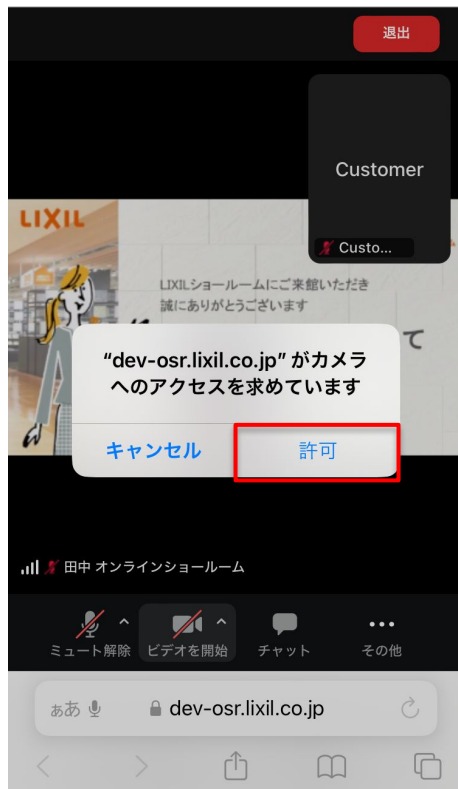 退出
Customer
Custo...
LIXIL
LIXILショールームにご来館いただき
誠にありがとうございます
て
“dev-osr.lixil.co.jp” がカメラ
へのアクセスを求めています
キャンセル
許可
田中 オンラインショールーム
ミュート解除
ビデオを開始
チャット
その他
ぁあ
dev-osr.lixil.co.jp